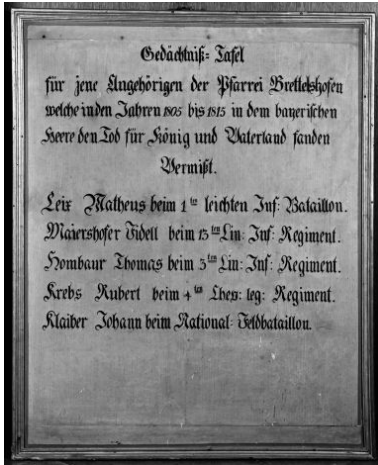 Gedächtniß-Tafel
für jene Angehörigen der Pfarrei Brettelshofen
welche in den Jahren 1805 bis 1815 in dem bayerischen
Heere den Tod für König und Vaterland fanden
Vermißt.
Leix Matheus beim 1ten leichten Inf: Bataillon.
Maiershofer Fidell beim 13ten Lin: Inf: Regiment.
Hombaur Thomas beim 3ten Lin: Inf: Regiment.
Krebs Rubert beim 4ten Chev: leg: Regiment.
Klaiber Johann beim National: Feldbataillon.